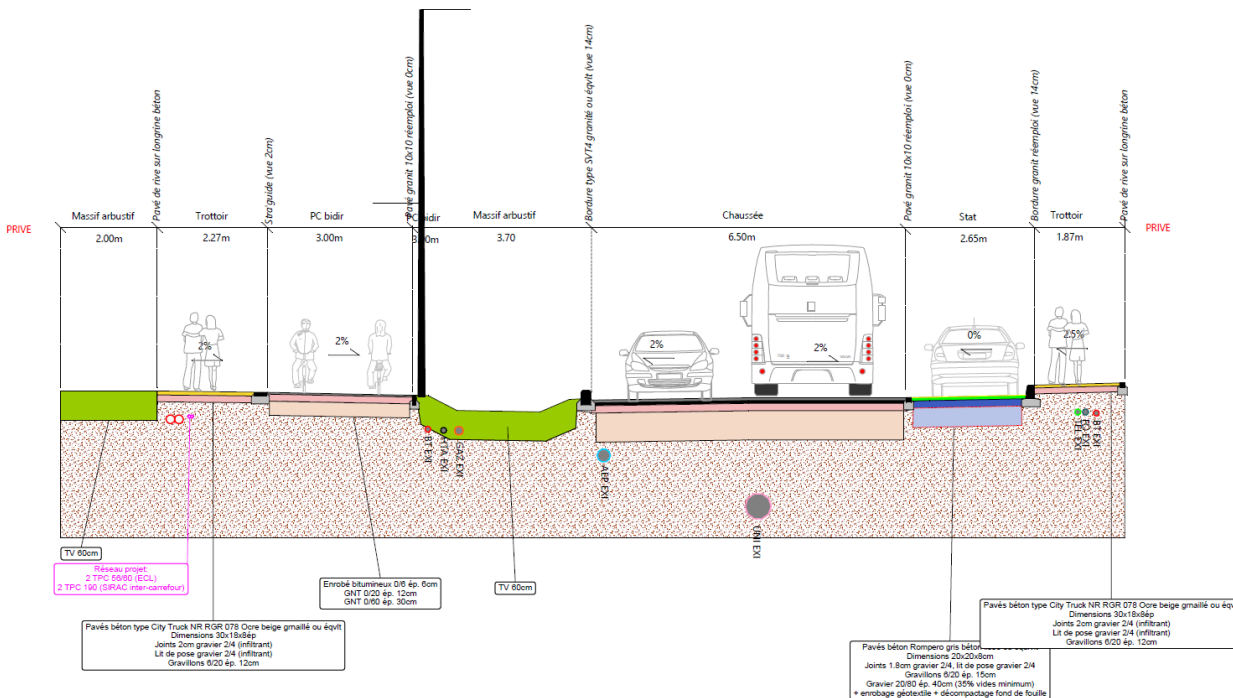 Pavé de rive sur longrine béton
Stra'guide (vue 2cm)
Pavé granit 10x10 réemploi (vue 0cm)
Bordure type SVT4 granité ou éqvlt (vue 14cm)
Pavé granit 10x10 réemploi (vue 0cm)
Bordure granit réemploi (vue 14cm)
Pavé de rive sur longrine béton
Massif arbustif
Trottoir
PC bidir
PC bidir
Massif arbustif
Chaussée
Stat
Trottoir
PRIVE
2.00m
2.27m
3.00m
3.70
6.50m
2.65m
1.87m
PRIVE
2%
2%
2%
2%
0%
2.5%
BT EXI
HTA EXI
GAZ EXI
AEP EXI
UNI EXI
TEL EXI
FO EXI
BT EXI
TV 60cm
Réseau projet:
2 TPC 56/60 (ECL)
2 TPC 190 (SIRAC inter-carrefour)
Enrobé bitumineux 0/6 ép. 6cm
GNT 0/20 ép. 12cm
GNT 0/60 ép. 30cm
TV 60cm
Pavés béton type City Truck NR RGR 078 Ocre beige grnaillé ou éqvlt
Dimensions 30x18x8ép
Joints 2cm gravier 2/4 (infiltrant)
Lit de pose gravier 2/4 (infiltrant)
Gravillons 6/20 ép. 12cm
Pavés béton Rompero gris béton
Dimensions 20x20x8cm
Joints 1.8cm gravier 2/4, lit de pose gravier 2/4
Gravillons 6/20 ép. 15cm
Gravier 20/80 ép. 40cm (35% vides minimum)
+ enrobage géotextile + décompactage fond de fouille
Pavés béton type City Truck NR RGR 078 Ocre beige grnaillé ou
Dimensions 30x18x8ép
Joints 2cm gravier 2/4 (infiltrant)
Lit de pose gravier 2/4 (infiltrant)
Gravillons 6/20 ép. 12cm